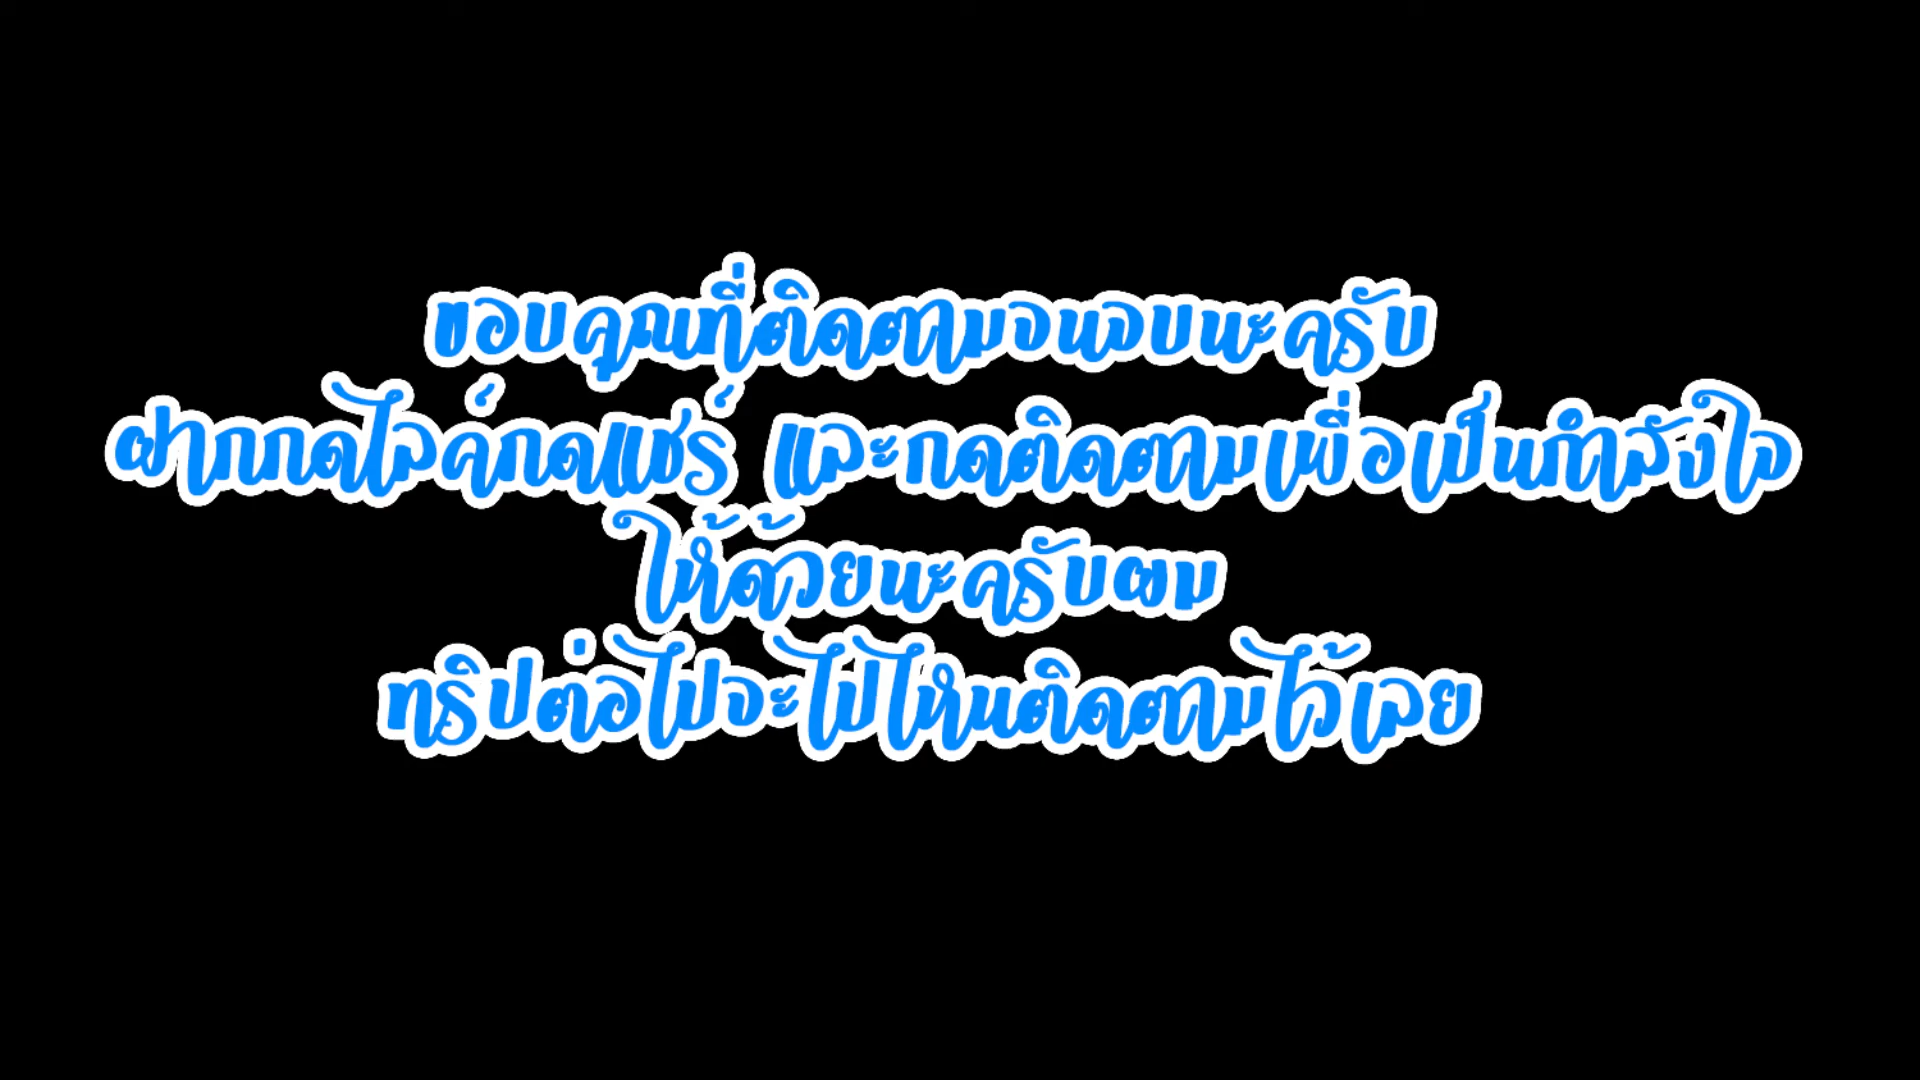 ขอบคุณที่ติดตามจนจบนะครับ
ฝากกดไลค์กดแชร์ และกดติดตามเพื่อเป็นกำลังใจ
ให้ด้วยนะครับผม
ทริปต่อไปจะไปไหนติดตามไว้เลย